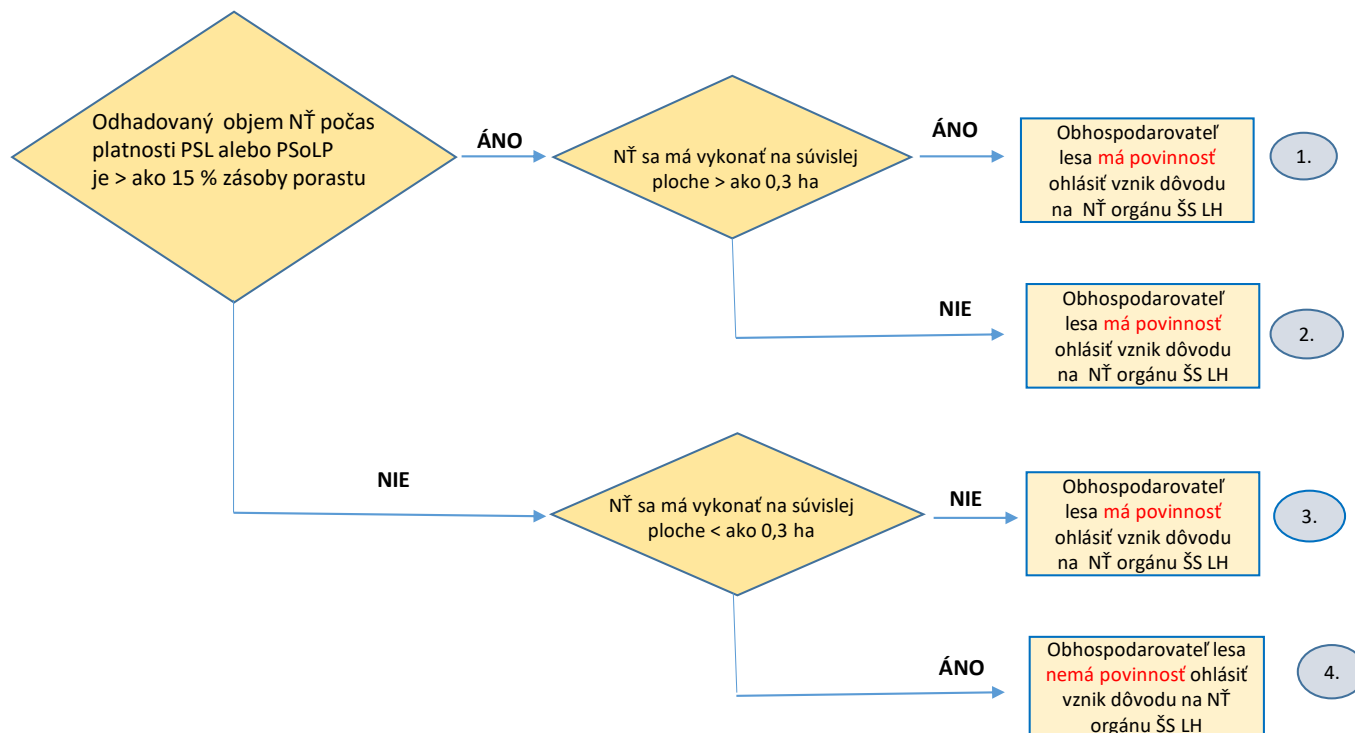 Odhadovaný objem NŤ počas
platnosti PSL alebo PSoLP
je > ako 15 % zásoby porastu
ÁNO
NŤ sa má vykonať na súvislej
ploche > ako 0,3 ha
ÁNO
Obhospodarovateľ
lesa má povinnosť
ohlásiť vznik dôvodu
na NŤ orgánu ŠS LH
1.
NIE
Obhospodarovateľ
lesa má povinnosť
ohlásiť vznik dôvodu
na NŤ orgánu ŠS LH
2.
NIE
NŤ sa má vykonať na súvislej
ploche < ako 0,3 ha
NIE
Obhospodarovateľ
lesa má povinnosť
ohlásiť vznik dôvodu
na NŤ orgánu ŠS LH
3.
ÁNO
Obhospodarovateľ lesa
nemá povinnosť ohlásiť
vznik dôvodu na NŤ
orgánu ŠS LH
4.